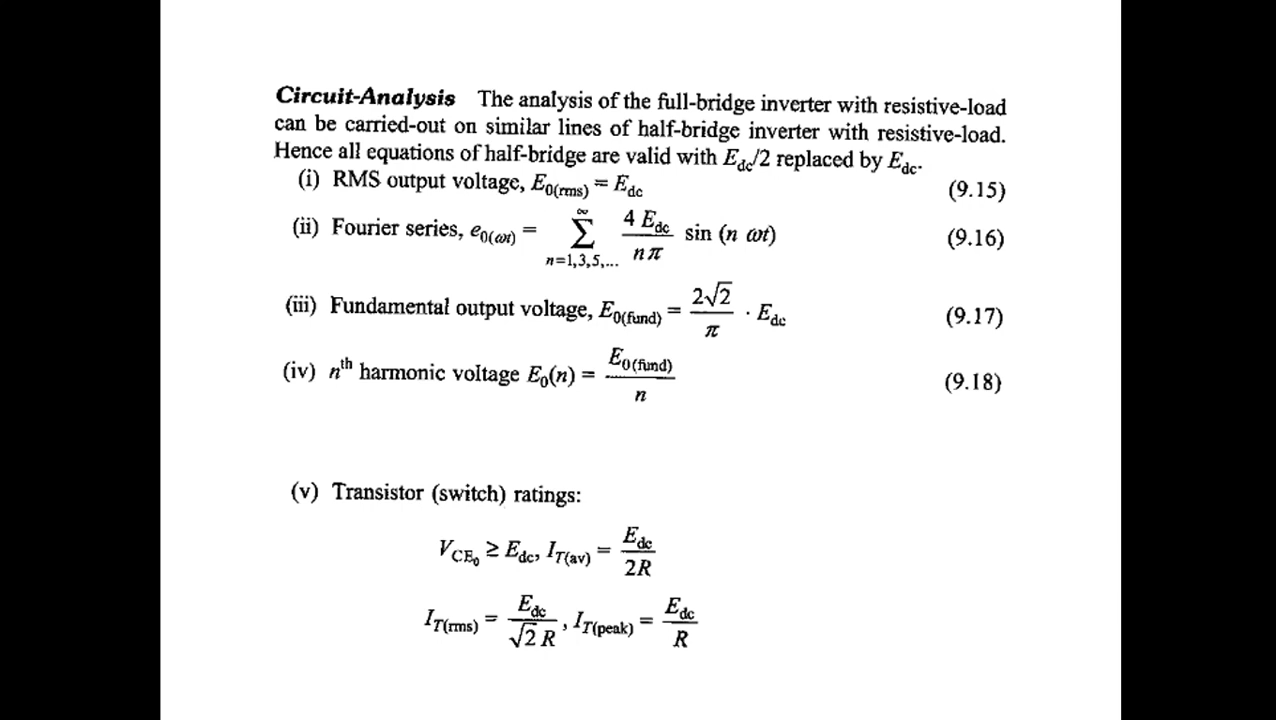 Circuit-Analysis The analysis of the full-bridge inverter with resistive-load
can be carried-out on similar lines of half-bridge inverter with resistive-load.
Hence all equations of half-bridge are valid with E_dc/2 replaced by E_dc.
(i) RMS output voltage, E_0(rms) = E_dc (9.15)
(ii) Fourier series, e_0(ωt) = ∑_{n=1,3,5,...}^{∞} 4 E_dc / nπ sin (n ωt) (9.16)
(iii) Fundamental output voltage, E_0(fund) = 2√2 / π · E_dc (9.17)
(iv) n^th harmonic voltage E_0(n) = E_0(fund) / n (9.18)
(v) Transistor (switch) ratings:
V_CE_0 ≥ E_dc, I_T(av) = E_dc / 2R
I_T(rms) = E_dc / √2 R , I_T(peak) = E_dc / R